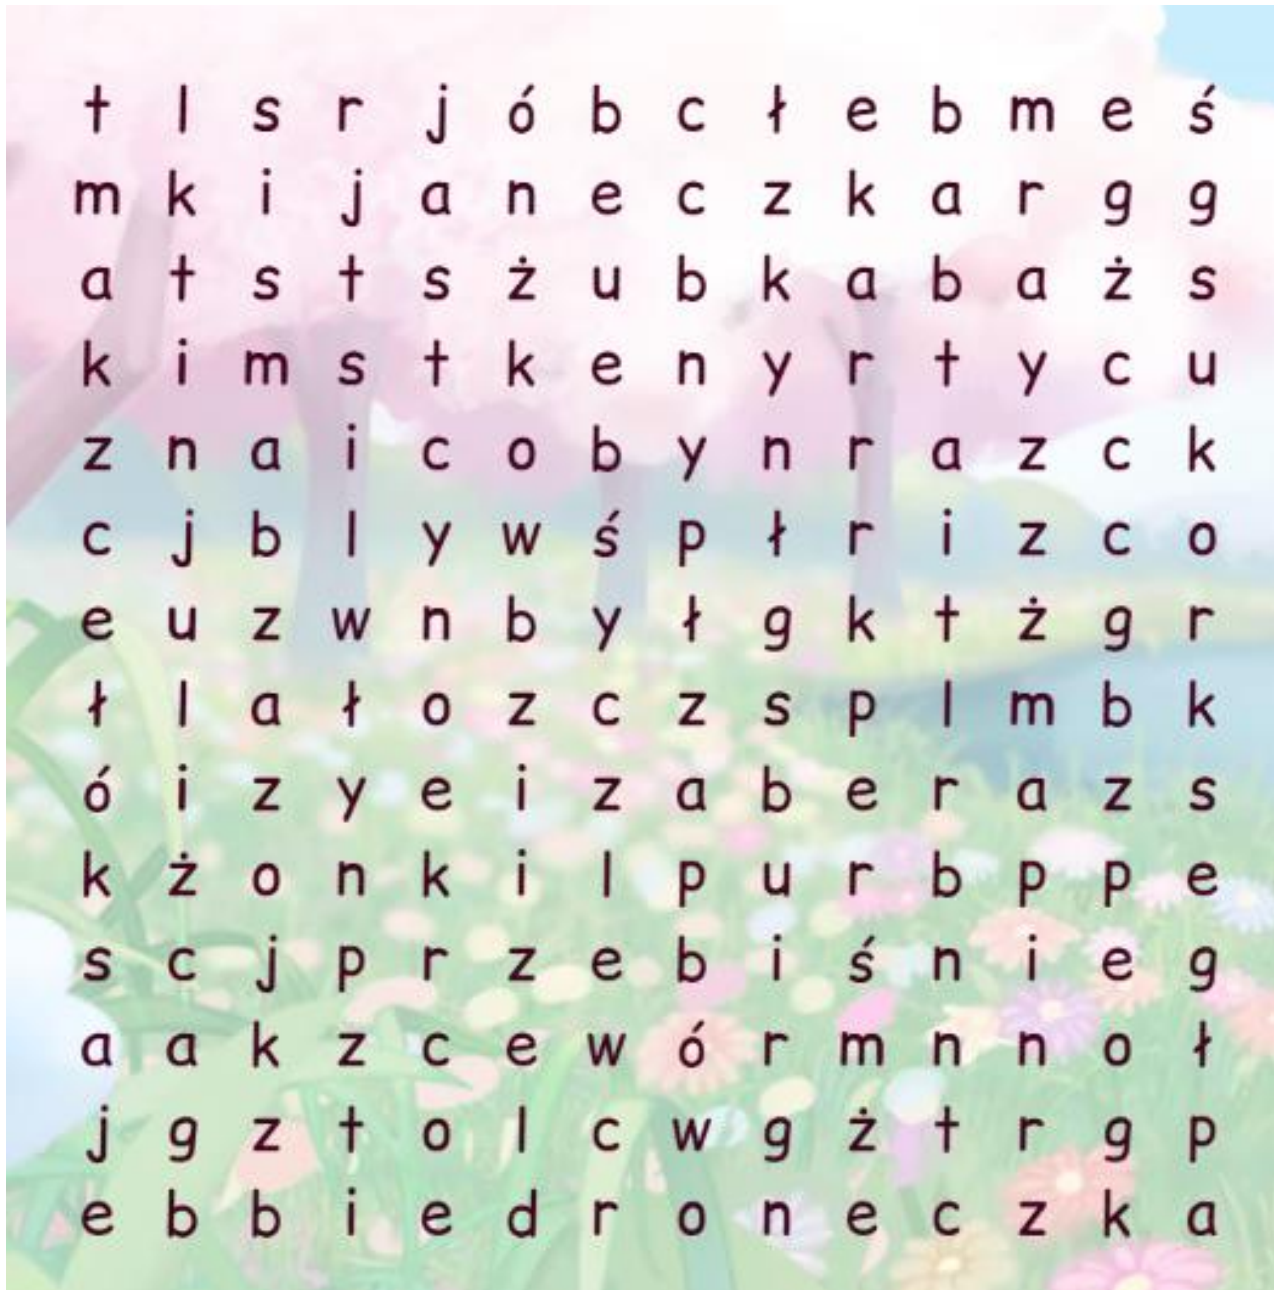 t l s r j ó b c ł e b m e ś
m k i j a n e c z k a r g g
a t s t s ż u b k a b a ż s
k i m s t k e n y r t y c u
z n a i c o b y n r a z c k
c j b l y w ś p ł r i z c o
e u z w n b y ł g k t ż g r
ł l a ł o z c z s p l m b k
ó i z y e i z a b e r a z s
k ż o n k i l p u r b p p e
s c j p r z e b i ś n i e g
a a k z c e w ó r m n n o ł
j g z t o l c w g ż t r g p
e b b i e d r o n e c z k a